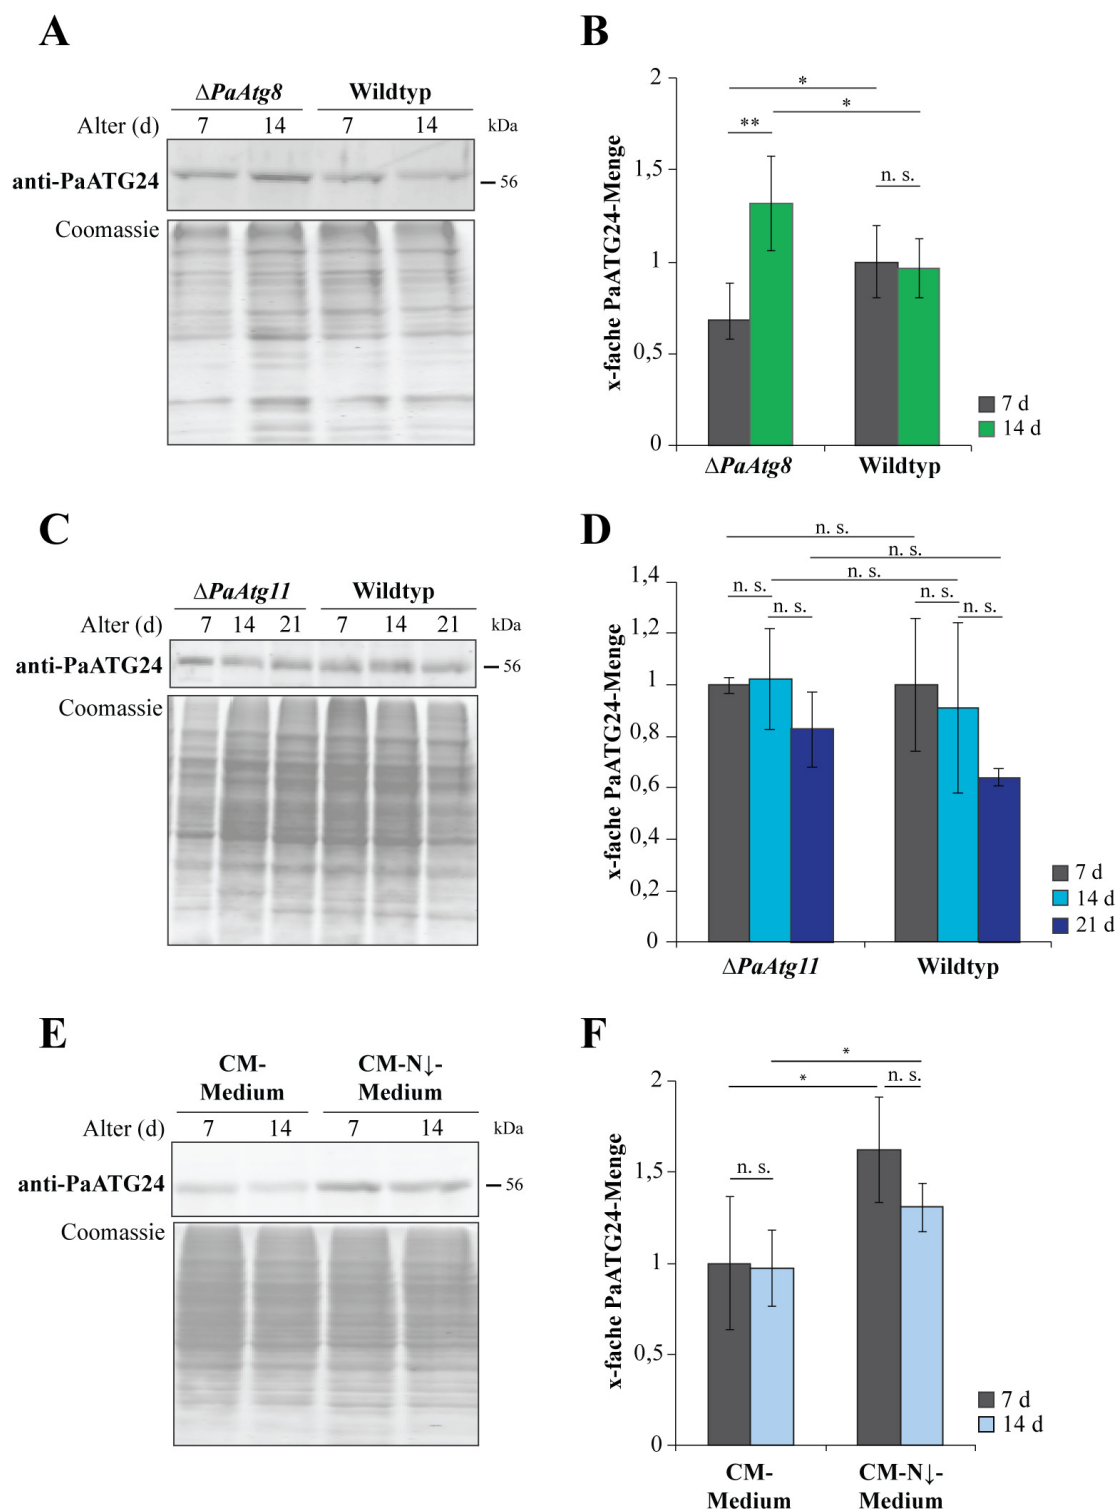 A
ΔPaAtg8 Wildtyp
Alter (d) 7 14 7 14 kDa
anti-PaATG24 56
Coomassie
B
x-fache PaATG24-Menge
2
1,5
1
0,5
0
* 
*
**
n. s.
7 d
14 d
ΔPaAtg8 Wildtyp
C
ΔPaAtg11 Wildtyp
Alter (d) 7 14 21 7 14 21 kDa
anti-PaATG24 56
Coomassie
D
x-fache PaATG24-Menge
1,4
1,2
1
0,8
0,6
0,4
0,2
0
n. s.
n. s.
n. s.
n. s. n. s.
n. s. n. s.
7 d
14 d
21 d
ΔPaAtg11 Wildtyp
E
CM- CM-N↓-
Medium Medium
Alter (d) 7 14 7 14 kDa
anti-PaATG24 56
Coomassie
F
x-fache PaATG24-Menge
2
1,5
1
0,5
0
*
*
n. s.
n. s.
7 d
14 d
CM- CM-N↓-
Medium Medium